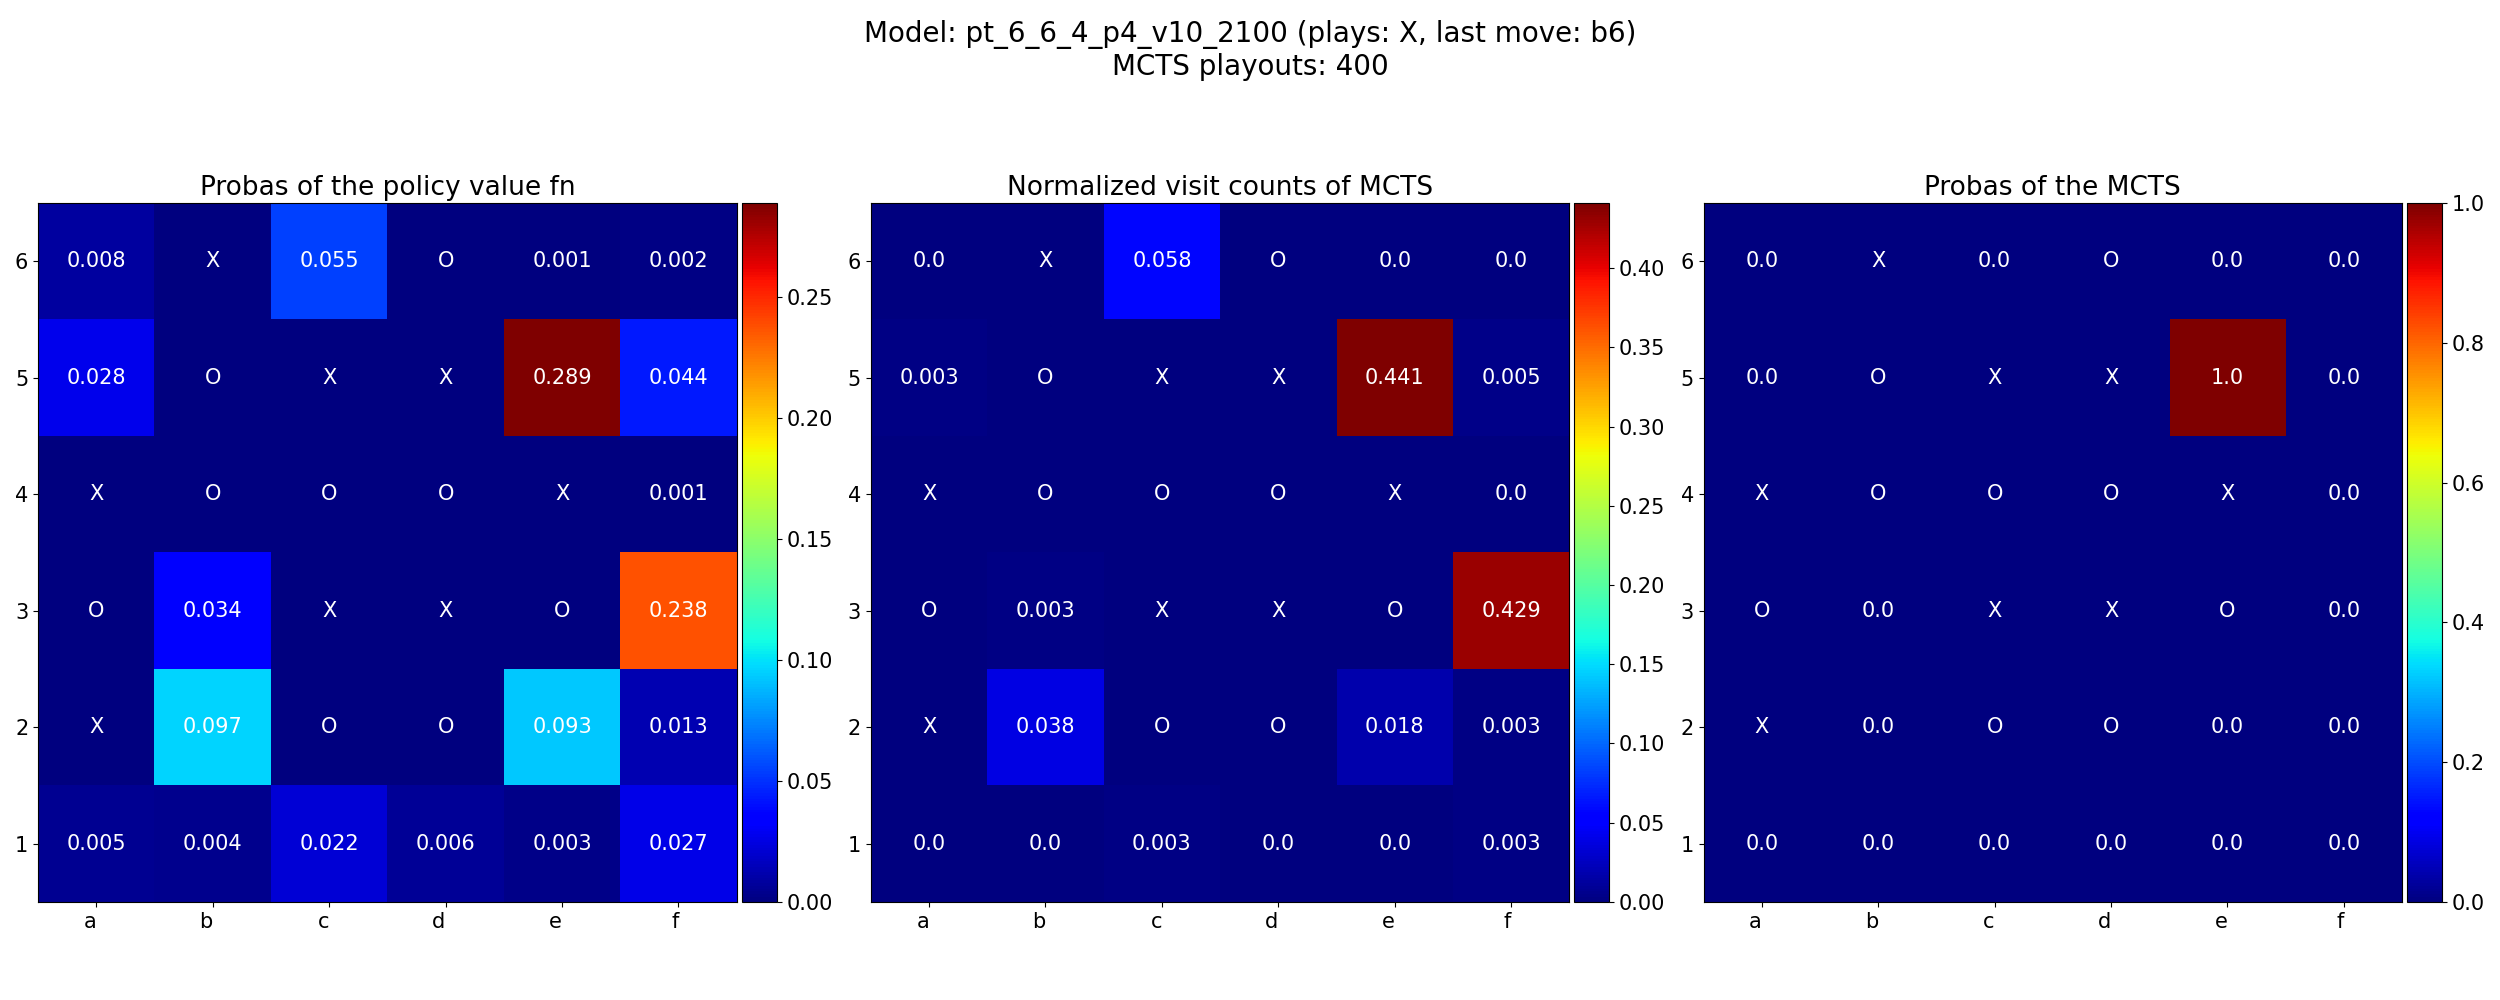 Model: pt_6_6_4_p4_v10_2100 (plays: X, last move: b6)
MCTS playouts: 400
Probas of the policy value fn
6 0.008 X 0.055 O 0.001 0.002
5 0.028 O X X 0.289 0.044
4 X O O O X 0.001
3 O 0.034 X X O 0.238
2 X 0.097 O O 0.093 0.013
1 0.005 0.004 0.022 0.006 0.003 0.027
a b c d e f
0.25
0.20
0.15
0.10
0.05
0.00
Normalized visit counts of MCTS
6 0.0 X 0.058 O 0.0 0.0
5 0.003 O X X 0.441 0.005
4 X O O O X 0.0
3 O 0.003 X X O 0.429
2 X 0.038 O O 0.018 0.003
1 0.0 0.0 0.003 0.0 0.0 0.003
a b c d e f
0.40
0.35
0.30
0.25
0.20
0.15
0.10
0.05
0.00
Probas of the MCTS
6 0.0 X 0.0 O 0.0 0.0
5 0.0 O X X 1.0 0.0
4 X O O O X 0.0
3 O 0.0 X X O 0.0
2 X 0.0 O O 0.0 0.0
1 0.0 0.0 0.0 0.0 0.0 0.0
a b c d e f
1.0
0.8
0.6
0.4
0.2
0.0